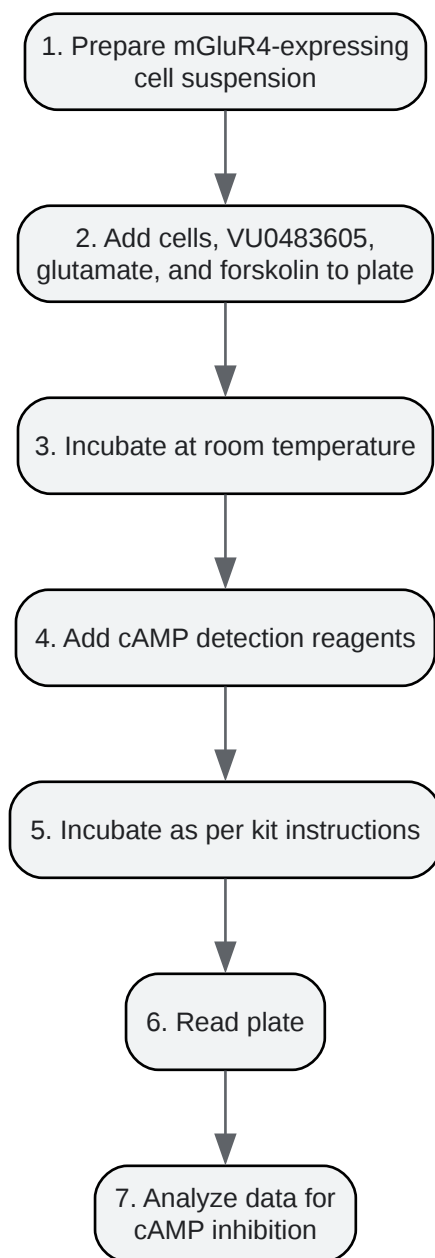 1. Prepare mGluR4-expressing
cell suspension
2. Add cells, VU0483605,
glutamate, and forskolin to plate
3. Incubate at room temperature
4. Add cAMP detection reagents
5. Incubate as per kit instructions
6. Read plate
7. Analyze data for
cAMP inhibition